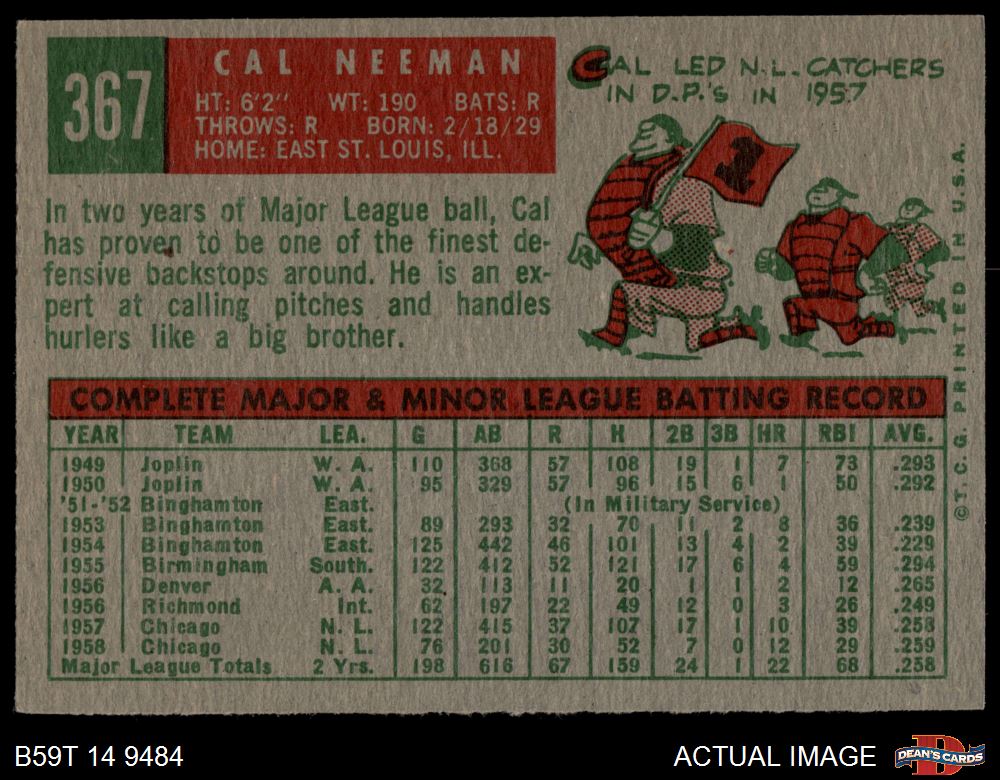 367
CAL NEEMAN
HT: 6'2" WT: 190 BATS: R
THROWS: R BORN: 2/18/29
HOME: EAST ST. LOUIS, ILL.
In two years of Major League ball, Cal
has proven to be one of the finest de-
fensive backstops around. He is an ex-
pert at calling pitches and handles
hurlers like a big brother.
CAL LED N.L. CATCHERS
IN D.P.'S IN 1957
1
COMPLETE MAJOR & MINOR LEAGUE BATTING RECORD
YEAR TEAM LEA. G AB R H 2B 3B HR RBI AVG.
1949 Joplin W. A. 110 368 57 108 19 1 7 73 .293
1950 Joplin W. A. 95 329 57 96 15 6 1 50 .292
'51-'52 Binghamton East. (In Military Service)
1953 Binghamton East. 89 293 32 70 11 2 8 36 .239
1954 Binghamton East. 125 442 46 101 13 4 2 39 .229
1955 Birmingham South. 122 412 52 121 17 6 4 59 .294
1956 Denver A. A. 32 113 11 20 1 1 2 12 .265
1956 Richmond Int. 62 197 22 49 12 0 3 26 .249
1957 Chicago N. L. 122 415 37 107 17 1 10 39 .258
1958 Chicago N. L. 76 201 30 52 7 0 12 29 .259
Major League Totals 2 Yrs. 198 616 67 159 24 1 22 68 .258
©T. C. G. PRINTED IN U.S.A.
B59T 14 9484
ACTUAL IMAGE
D
DEAN'S CARDS